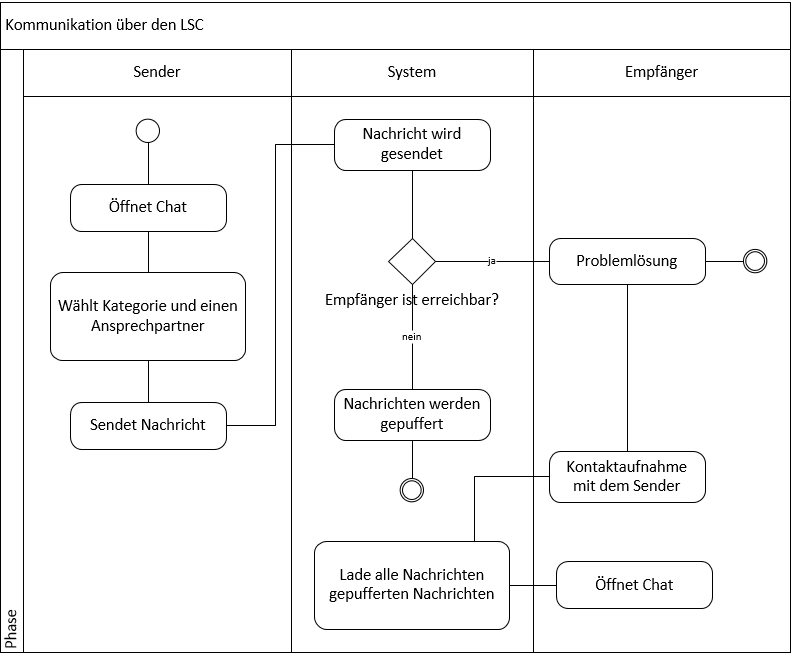 Kommunikation über den LSC
Sender
System
Empfänger
Öffnet Chat
Wählt Kategorie und einen
Ansprechpartner
Sendet Nachricht
Nachricht wird
gesendet
Empfänger ist erreichbar?
ja
nein
Nachrichten werden
gepuffert
Lade alle Nachrichten
gepufferten Nachrichten
Problemlösung
Kontaktaufnahme
mit dem Sender
Öffnet Chat
Phase